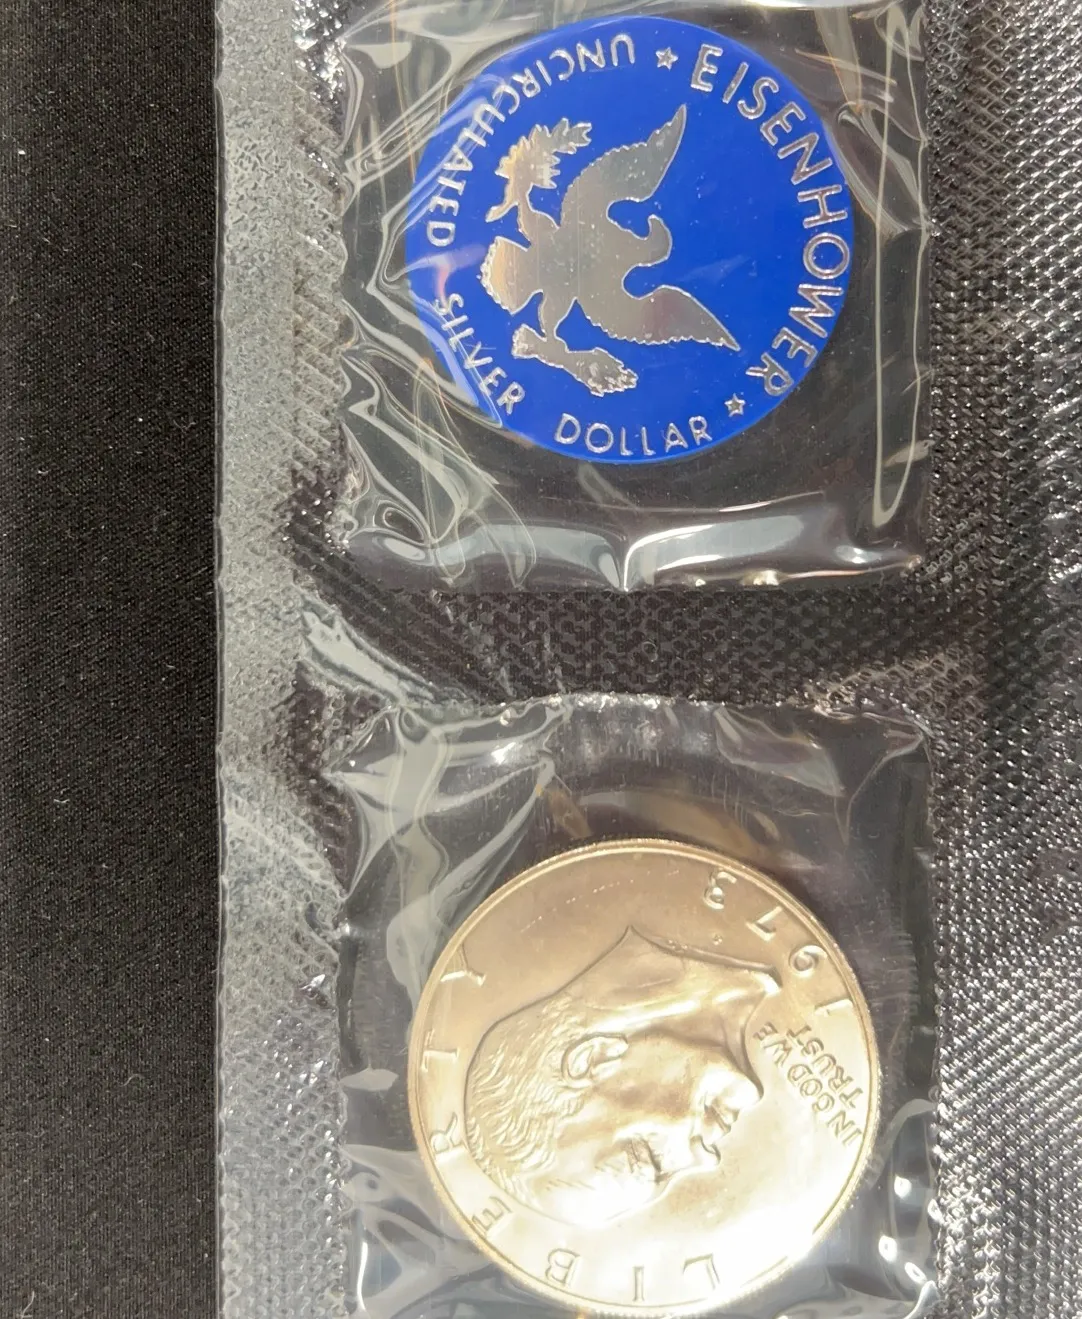 EISENHOWER
UNCIRCULATED SILVER DOLLAR
LIBERTY
IN GOD WE
TRUST
1973